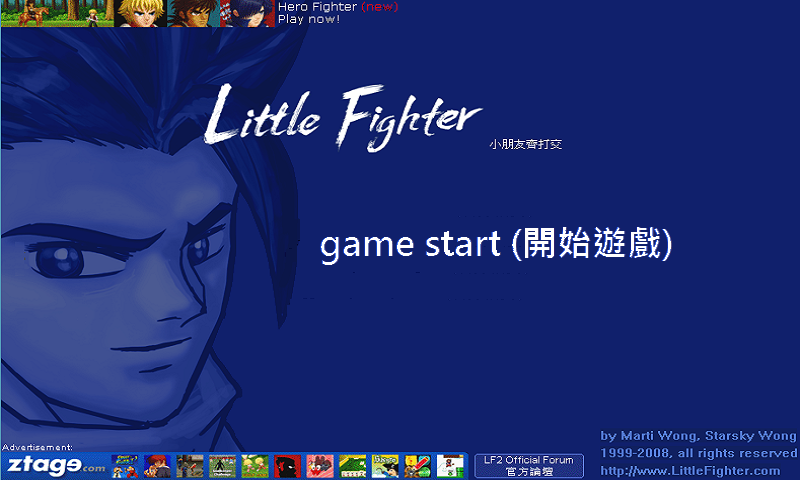 Hero Fighter (new)
Play now!
Little Fighter
小朋友齊打交
game start (開始遊戲)
by Marti Wong, Starsky Wong
1999-2008, all rights reserved
http://www.LittleFighter.com
Advertisement:
ztage.com
LF2 Official Forum
官方論壇